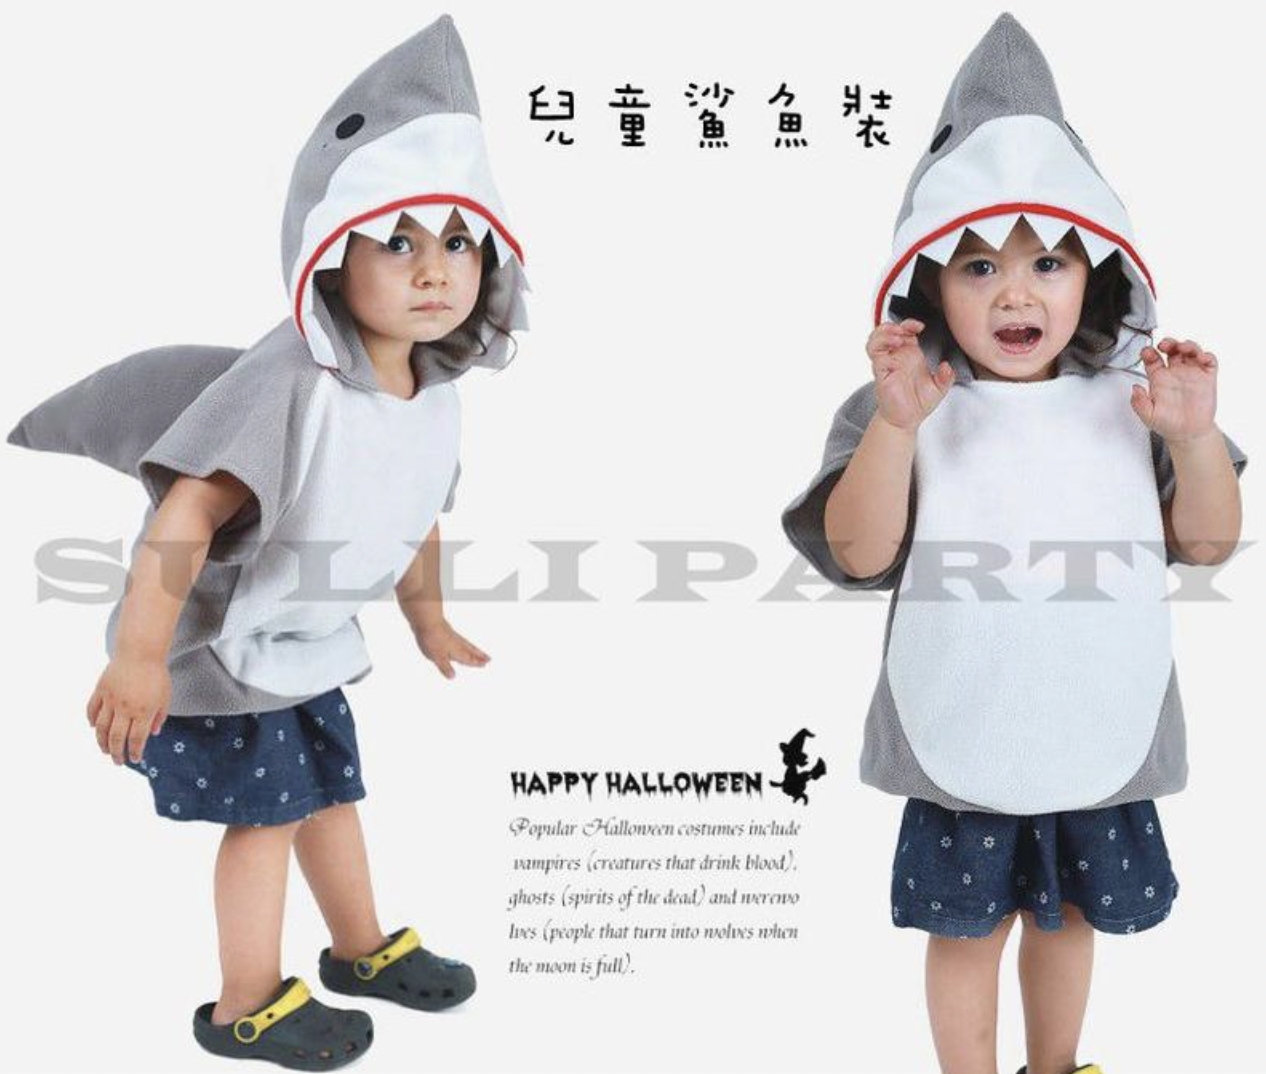 兒童鯊魚裝
SULLI PARTY
HAPPY HALLOWEEN
Popular Halloween costumes include
vampires (creatures that drink blood),
ghosts (spirits of the dead) and werewo
lves (people that turn into wolves when
the moon is full).